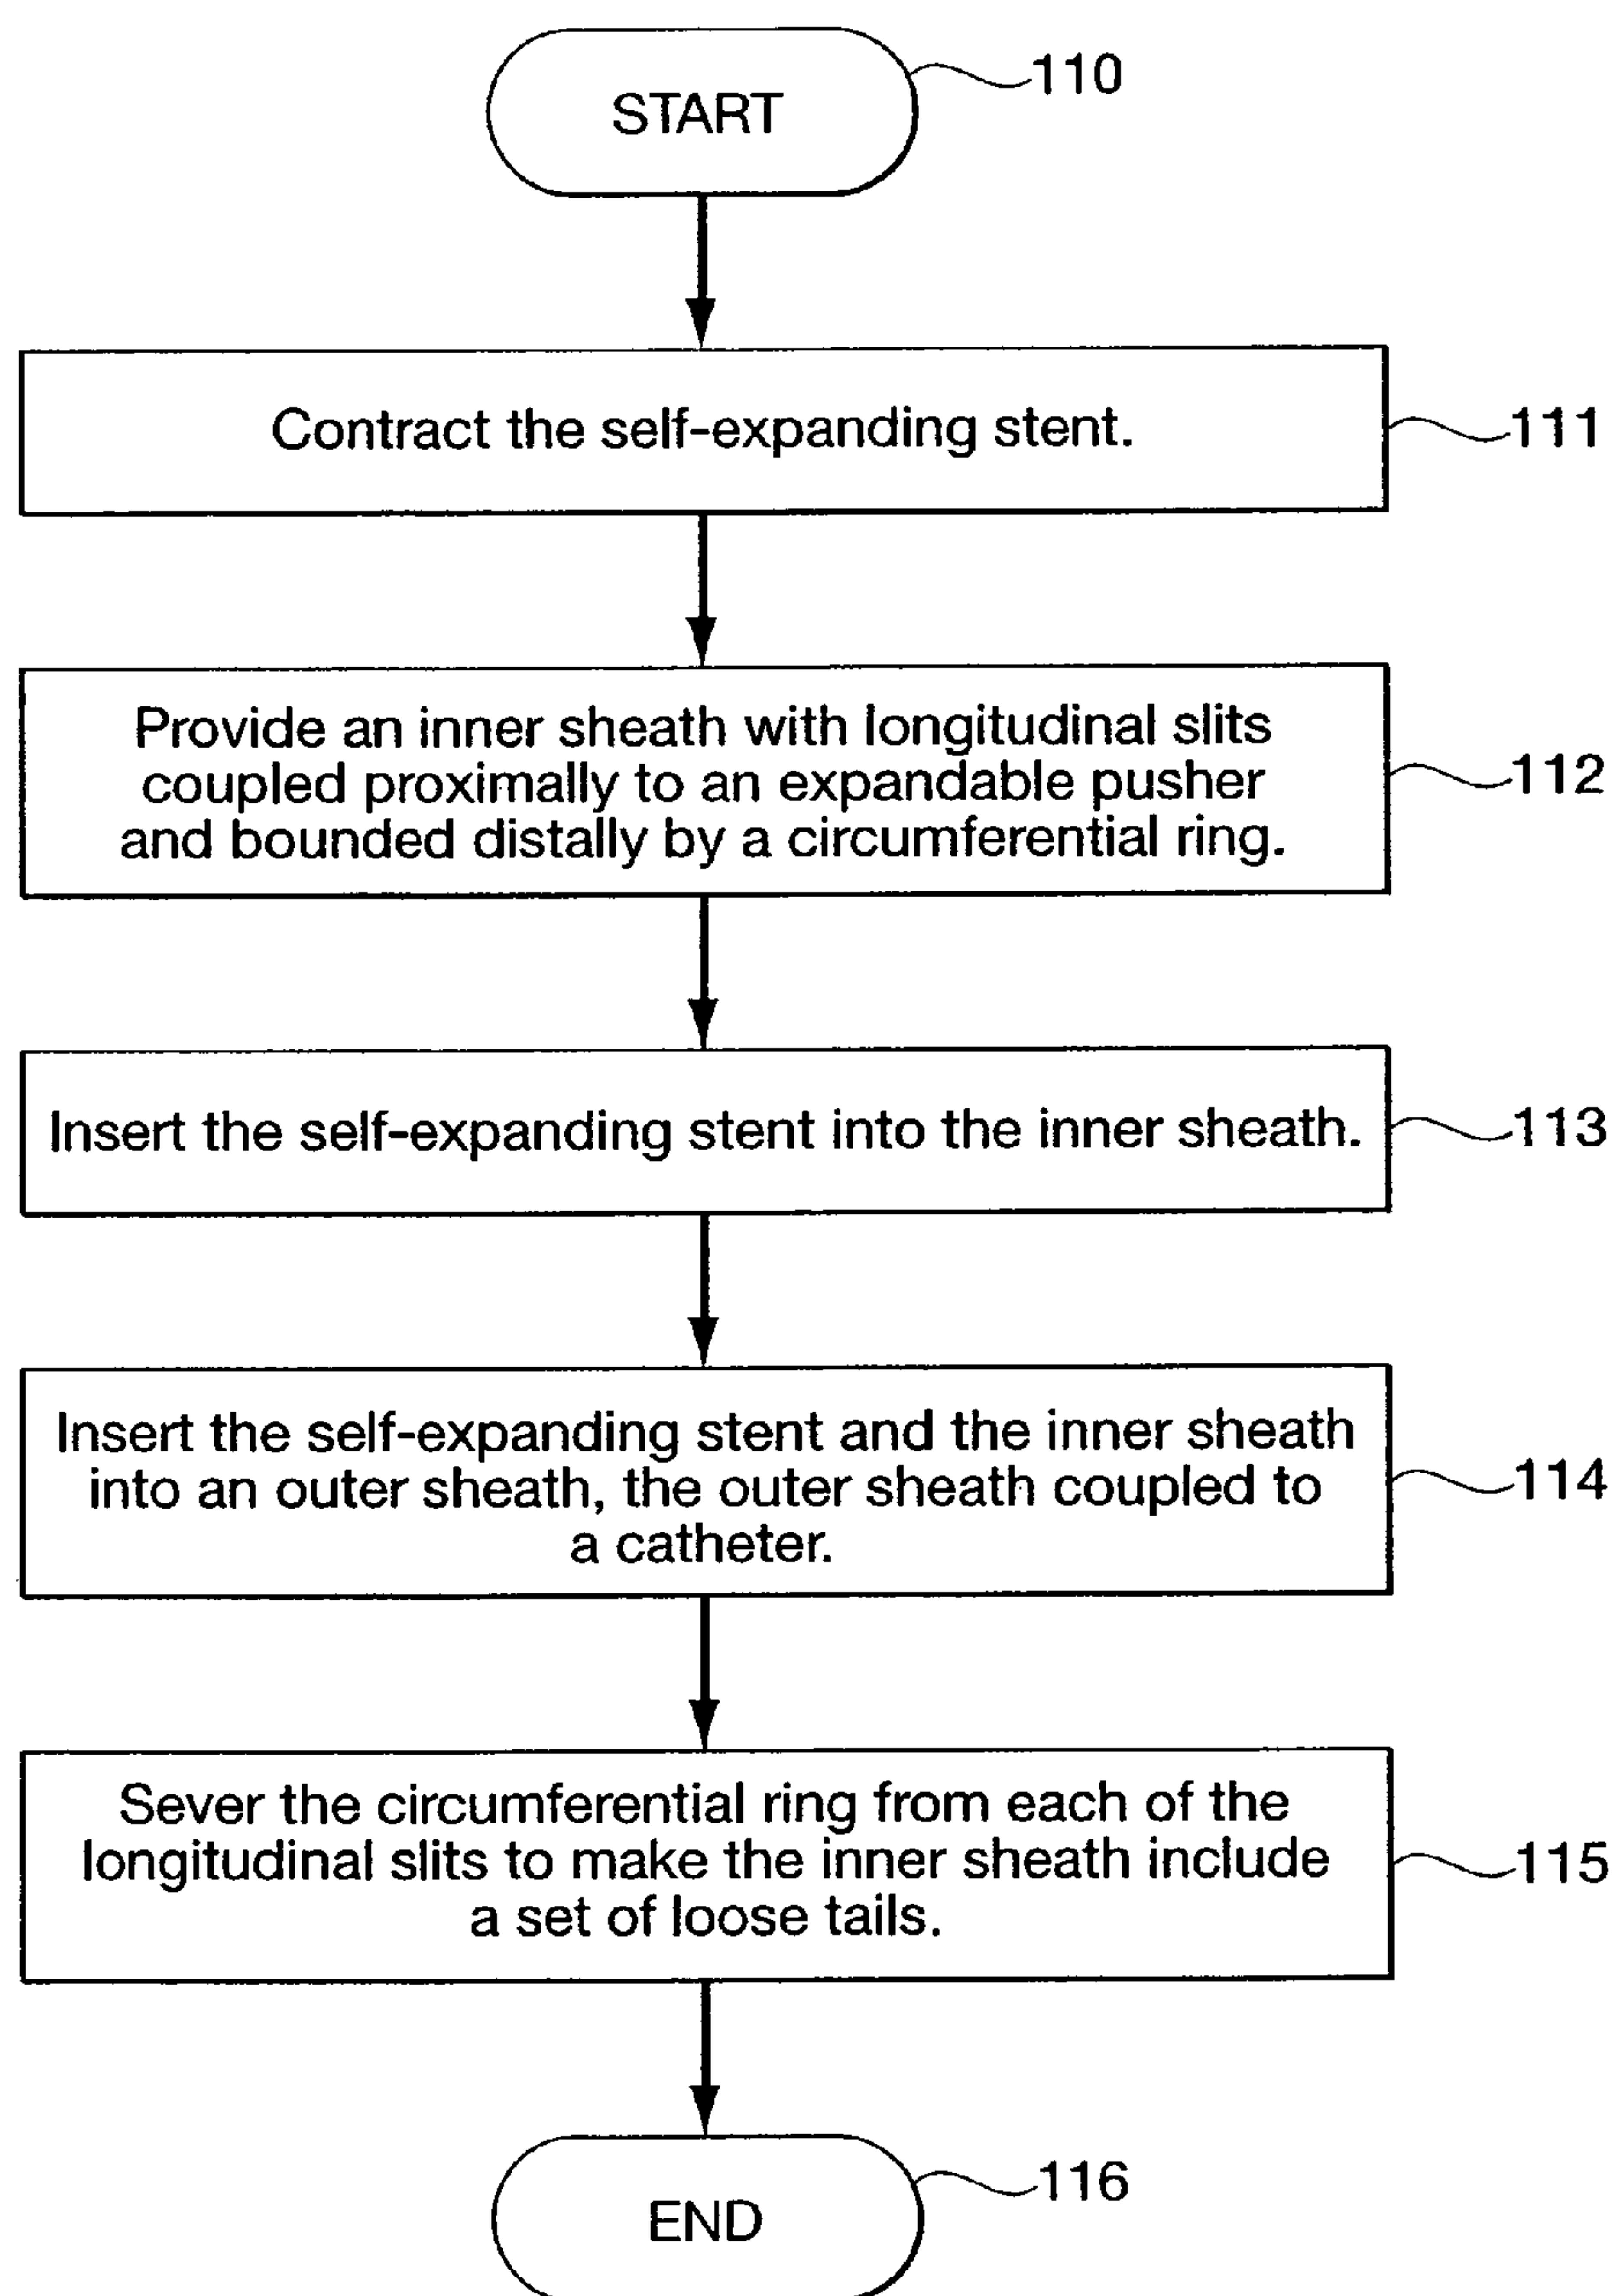 START
110
Contract the self-expanding stent.
111
Provide an inner sheath with longitudinal slits
coupled proximally to an expandable pusher
and bounded distally by a circumferential ring.
112
Insert the self-expanding stent into the inner sheath.
113
Insert the self-expanding stent and the inner sheath
into an outer sheath, the outer sheath coupled to
a catheter.
114
Sever the circumferential ring from each of the
longitudinal slits to make the inner sheath include
a set of loose tails.
115
END
116